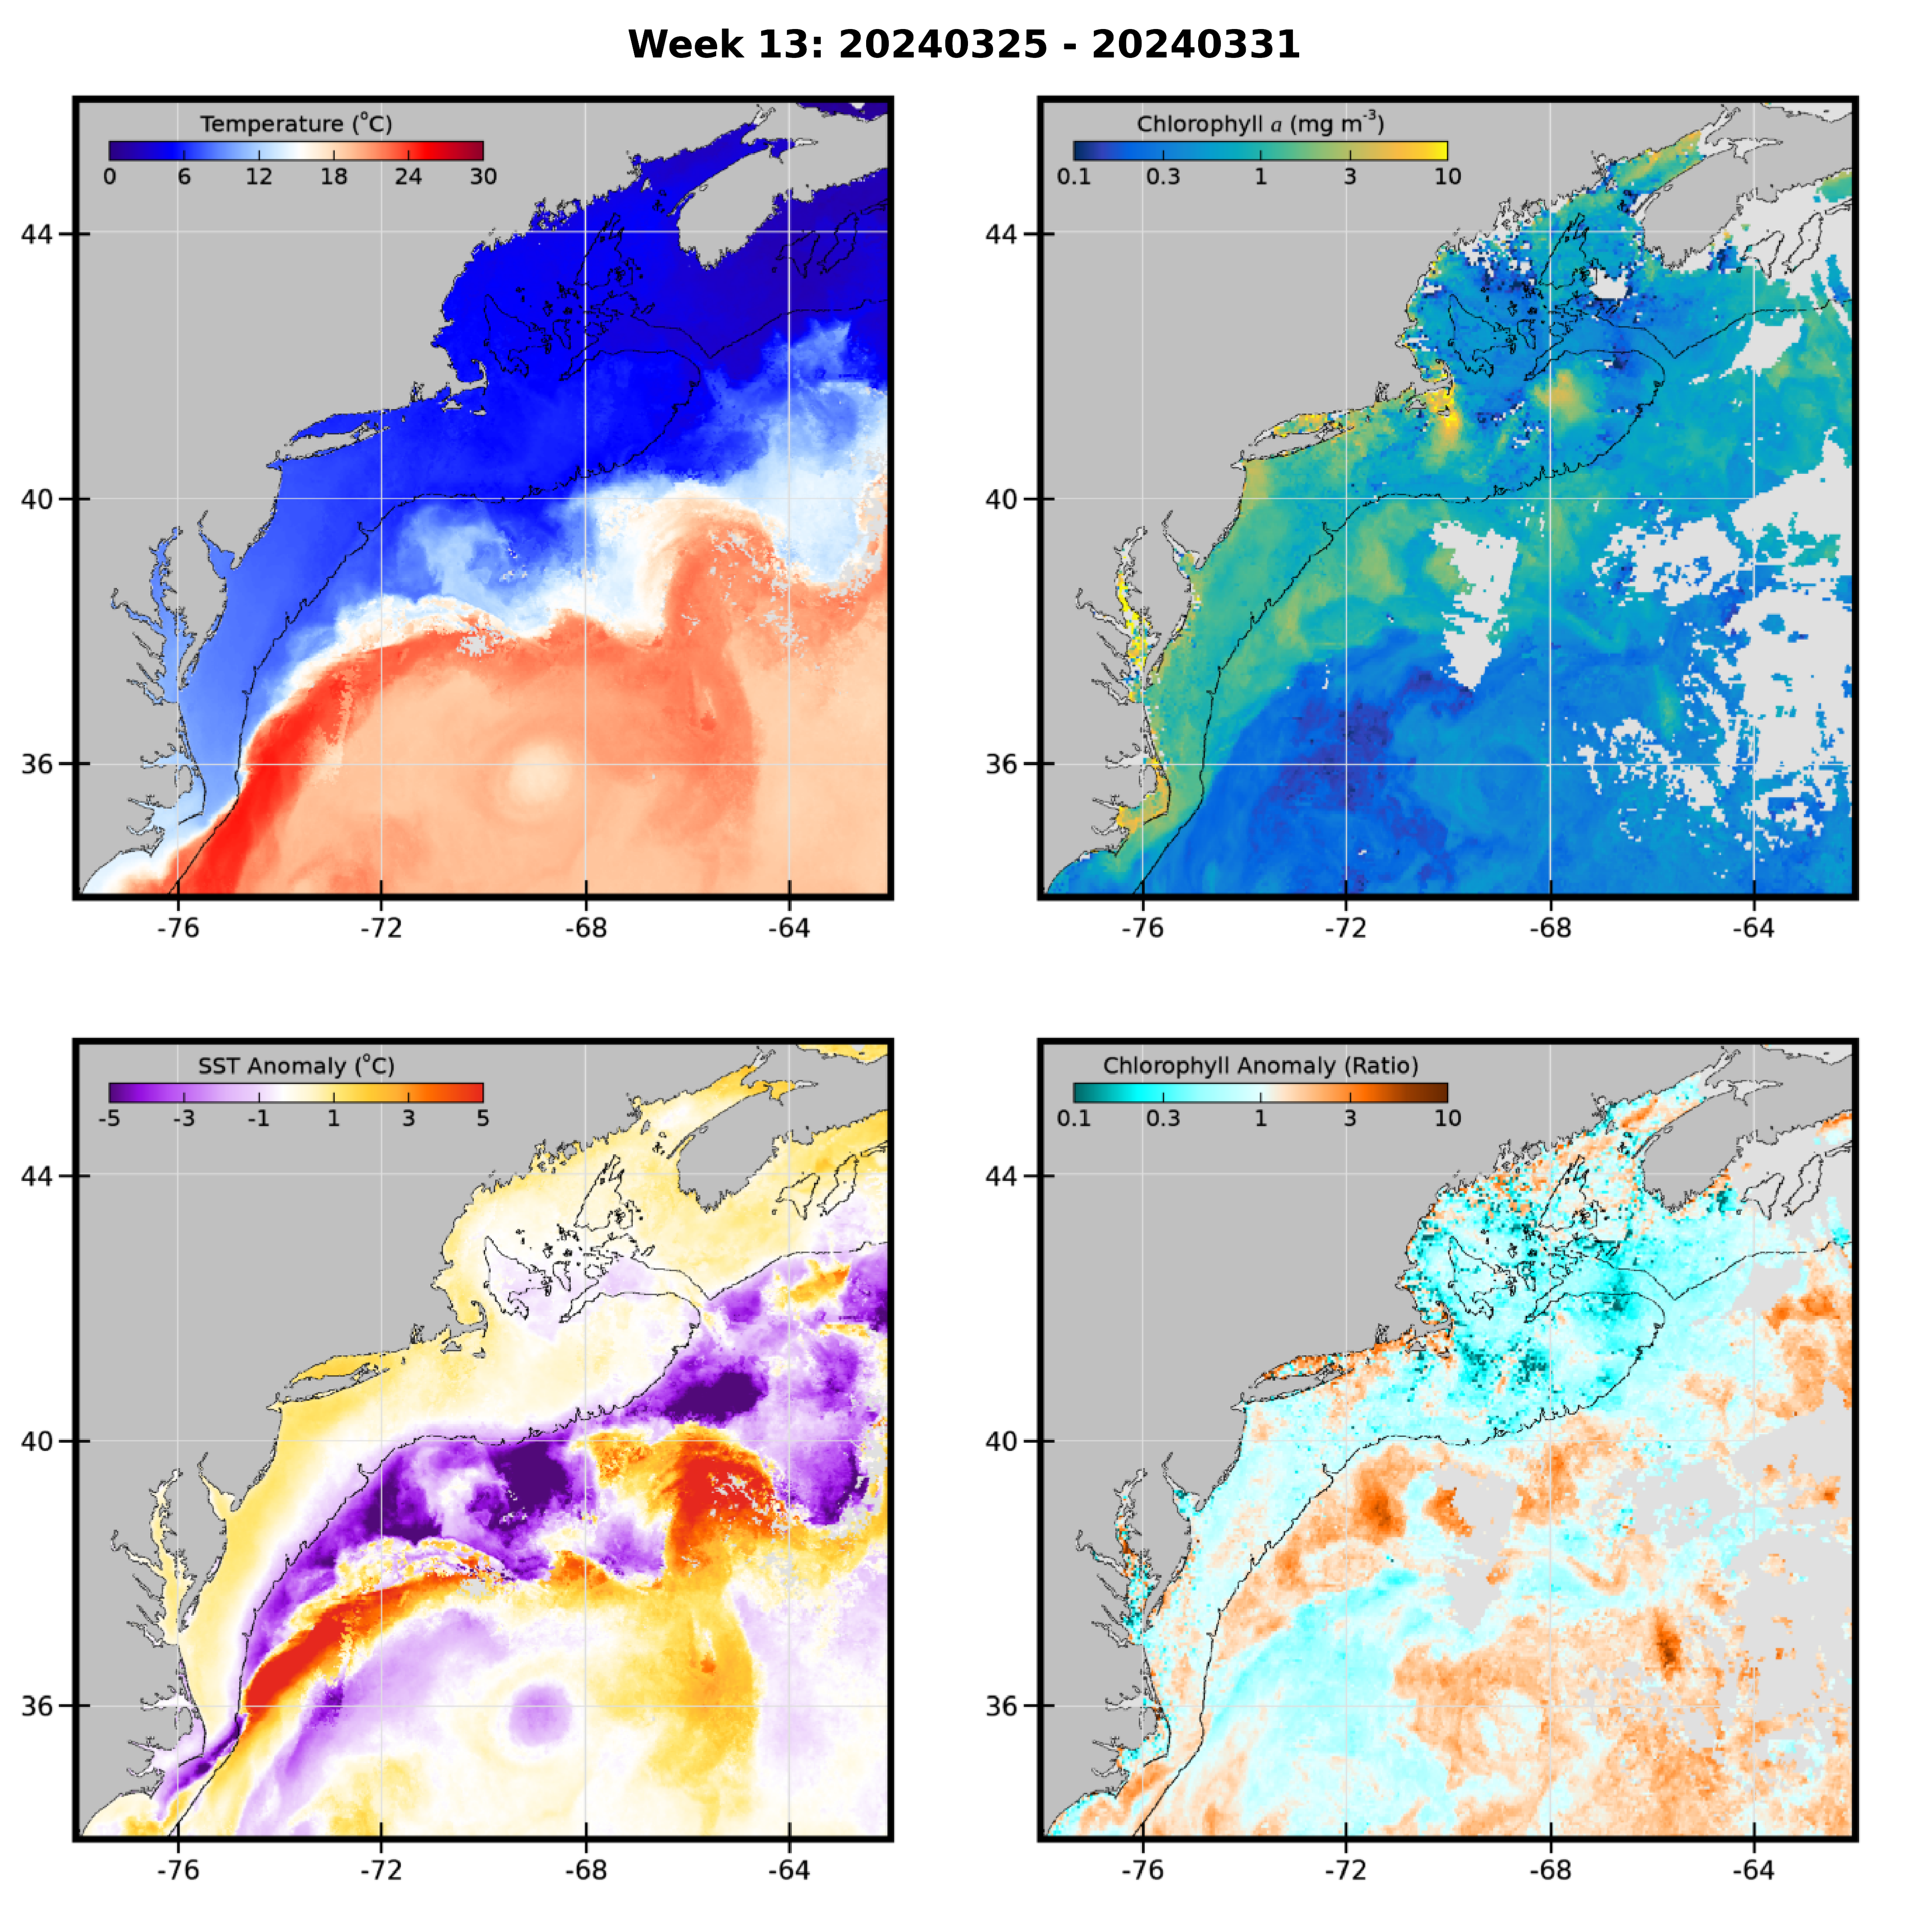 Week 13: 20240325 - 20240331
Temperature (°C)
0 6 12 18 24 30
44
40
36
-76 -72 -68 -64
Chlorophyll a (mg m⁻³)
0.1 0.3 1 3 10
44
40
36
-76 -72 -68 -64
SST Anomaly (°C)
-5 -3 -1 1 3 5
44
40
36
-76 -72 -68 -64
Chlorophyll Anomaly (Ratio)
0.1 0.3 1 3 10
44
40
36
-76 -72 -68 -64